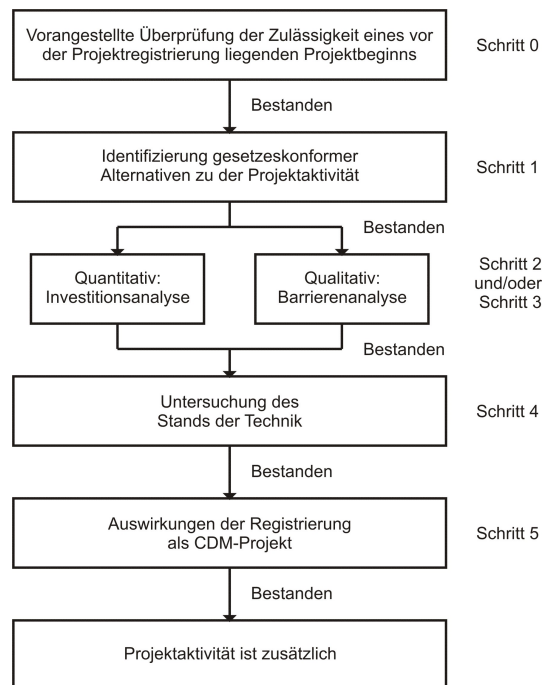 Vorangestellte Überprüfung der Zulässigkeit eines vor
der Projektregistrierung liegenden Projektbeginns
Schritt 0
Bestanden
Identifizierung gesetzeskonformer
Alternativen zu der Projektaktivität
Schritt 1
Bestanden
Quantitativ:
Investitionsanalyse
Qualitativ:
Barrierenanalyse
Schritt 2
und/oder
Schritt 3
Bestanden
Untersuchung des
Stands der Technik
Schritt 4
Bestanden
Auswirkungen der Registrierung
als CDM-Projekt
Schritt 5
Bestanden
Projektaktivität ist zusätzlich